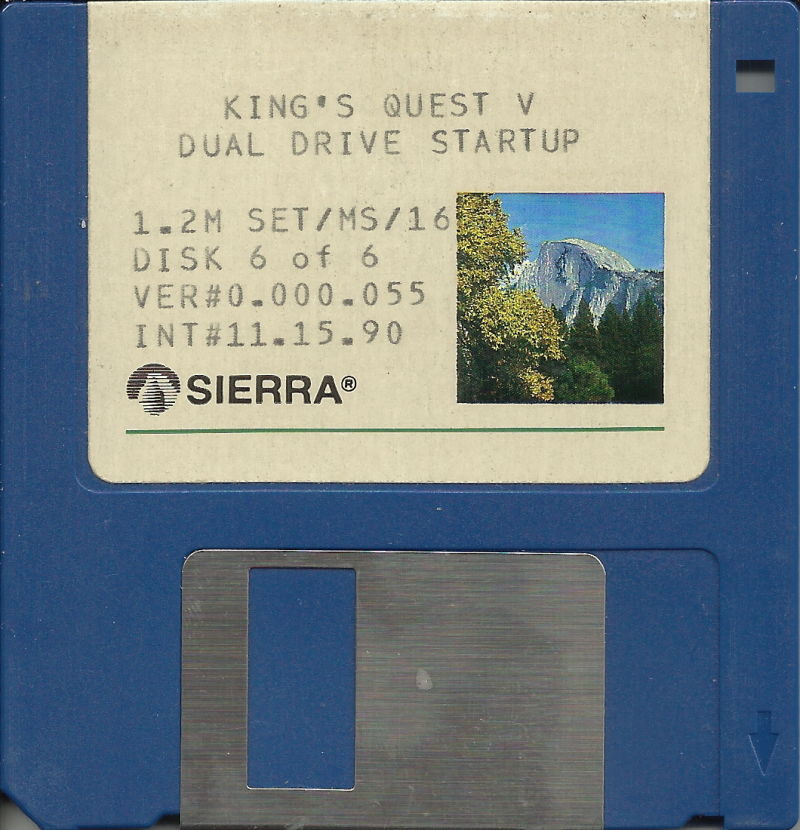 KING'S QUEST V
DUAL DRIVE STARTUP
1.2M SET/MS/16
DISK 6 of 6
VER#0.000.055
INT#11.15.90
SIERRA®